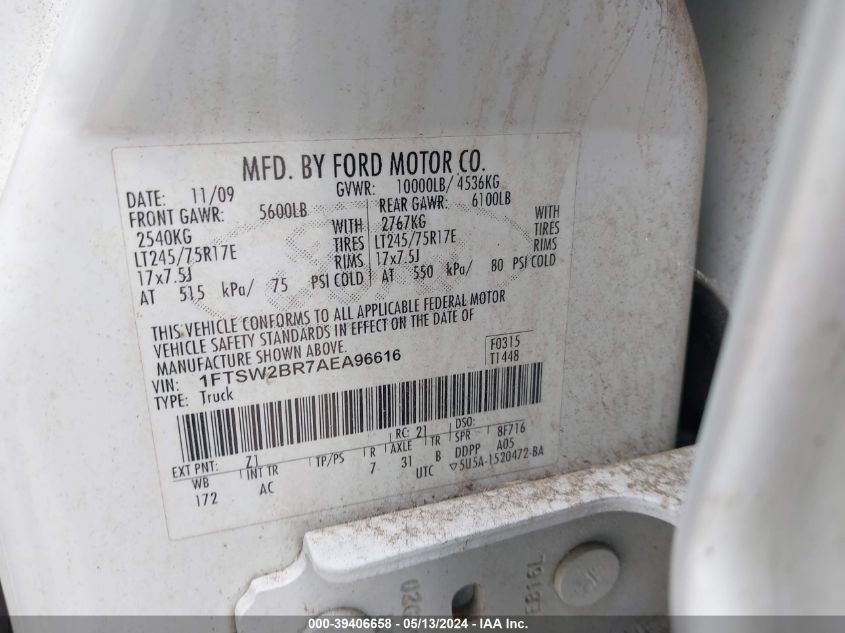 MFD. BY FORD MOTOR CO.
DATE: 11/09 GVWR: 10000LB/ 4536KG
FRONT GAWR: 5600LB REAR GAWR: 6100LB
2540KG WITH 2767KG WITH
LT245/75R17E TIRES LT245/75R17E TIRES
17x7.5J RIMS 17x7.5J RIMS
AT 515 kPa/ 75 PSI COLD AT 550 kPa/ 80 PSI COLD
THIS VEHICLE CONFORMS TO ALL APPLICABLE FEDERAL MOTOR
VEHICLE SAFETY STANDARDS IN EFFECT ON THE DATE OF
MANUFACTURE SHOWN ABOVE. F0315
VIN: 1FTSW2BR7AEA96616 T1448
TYPE: Truck
EXT PNT: Z1 RC: 21 DSO:
WB INT TR TP/PS R AXLE TR SPR 8F716
172 AC 7 31 B DDPP A05
UTC ▽5U5A-1520472-BA
000-39406658 - 05/13/2024 - IAA Inc.